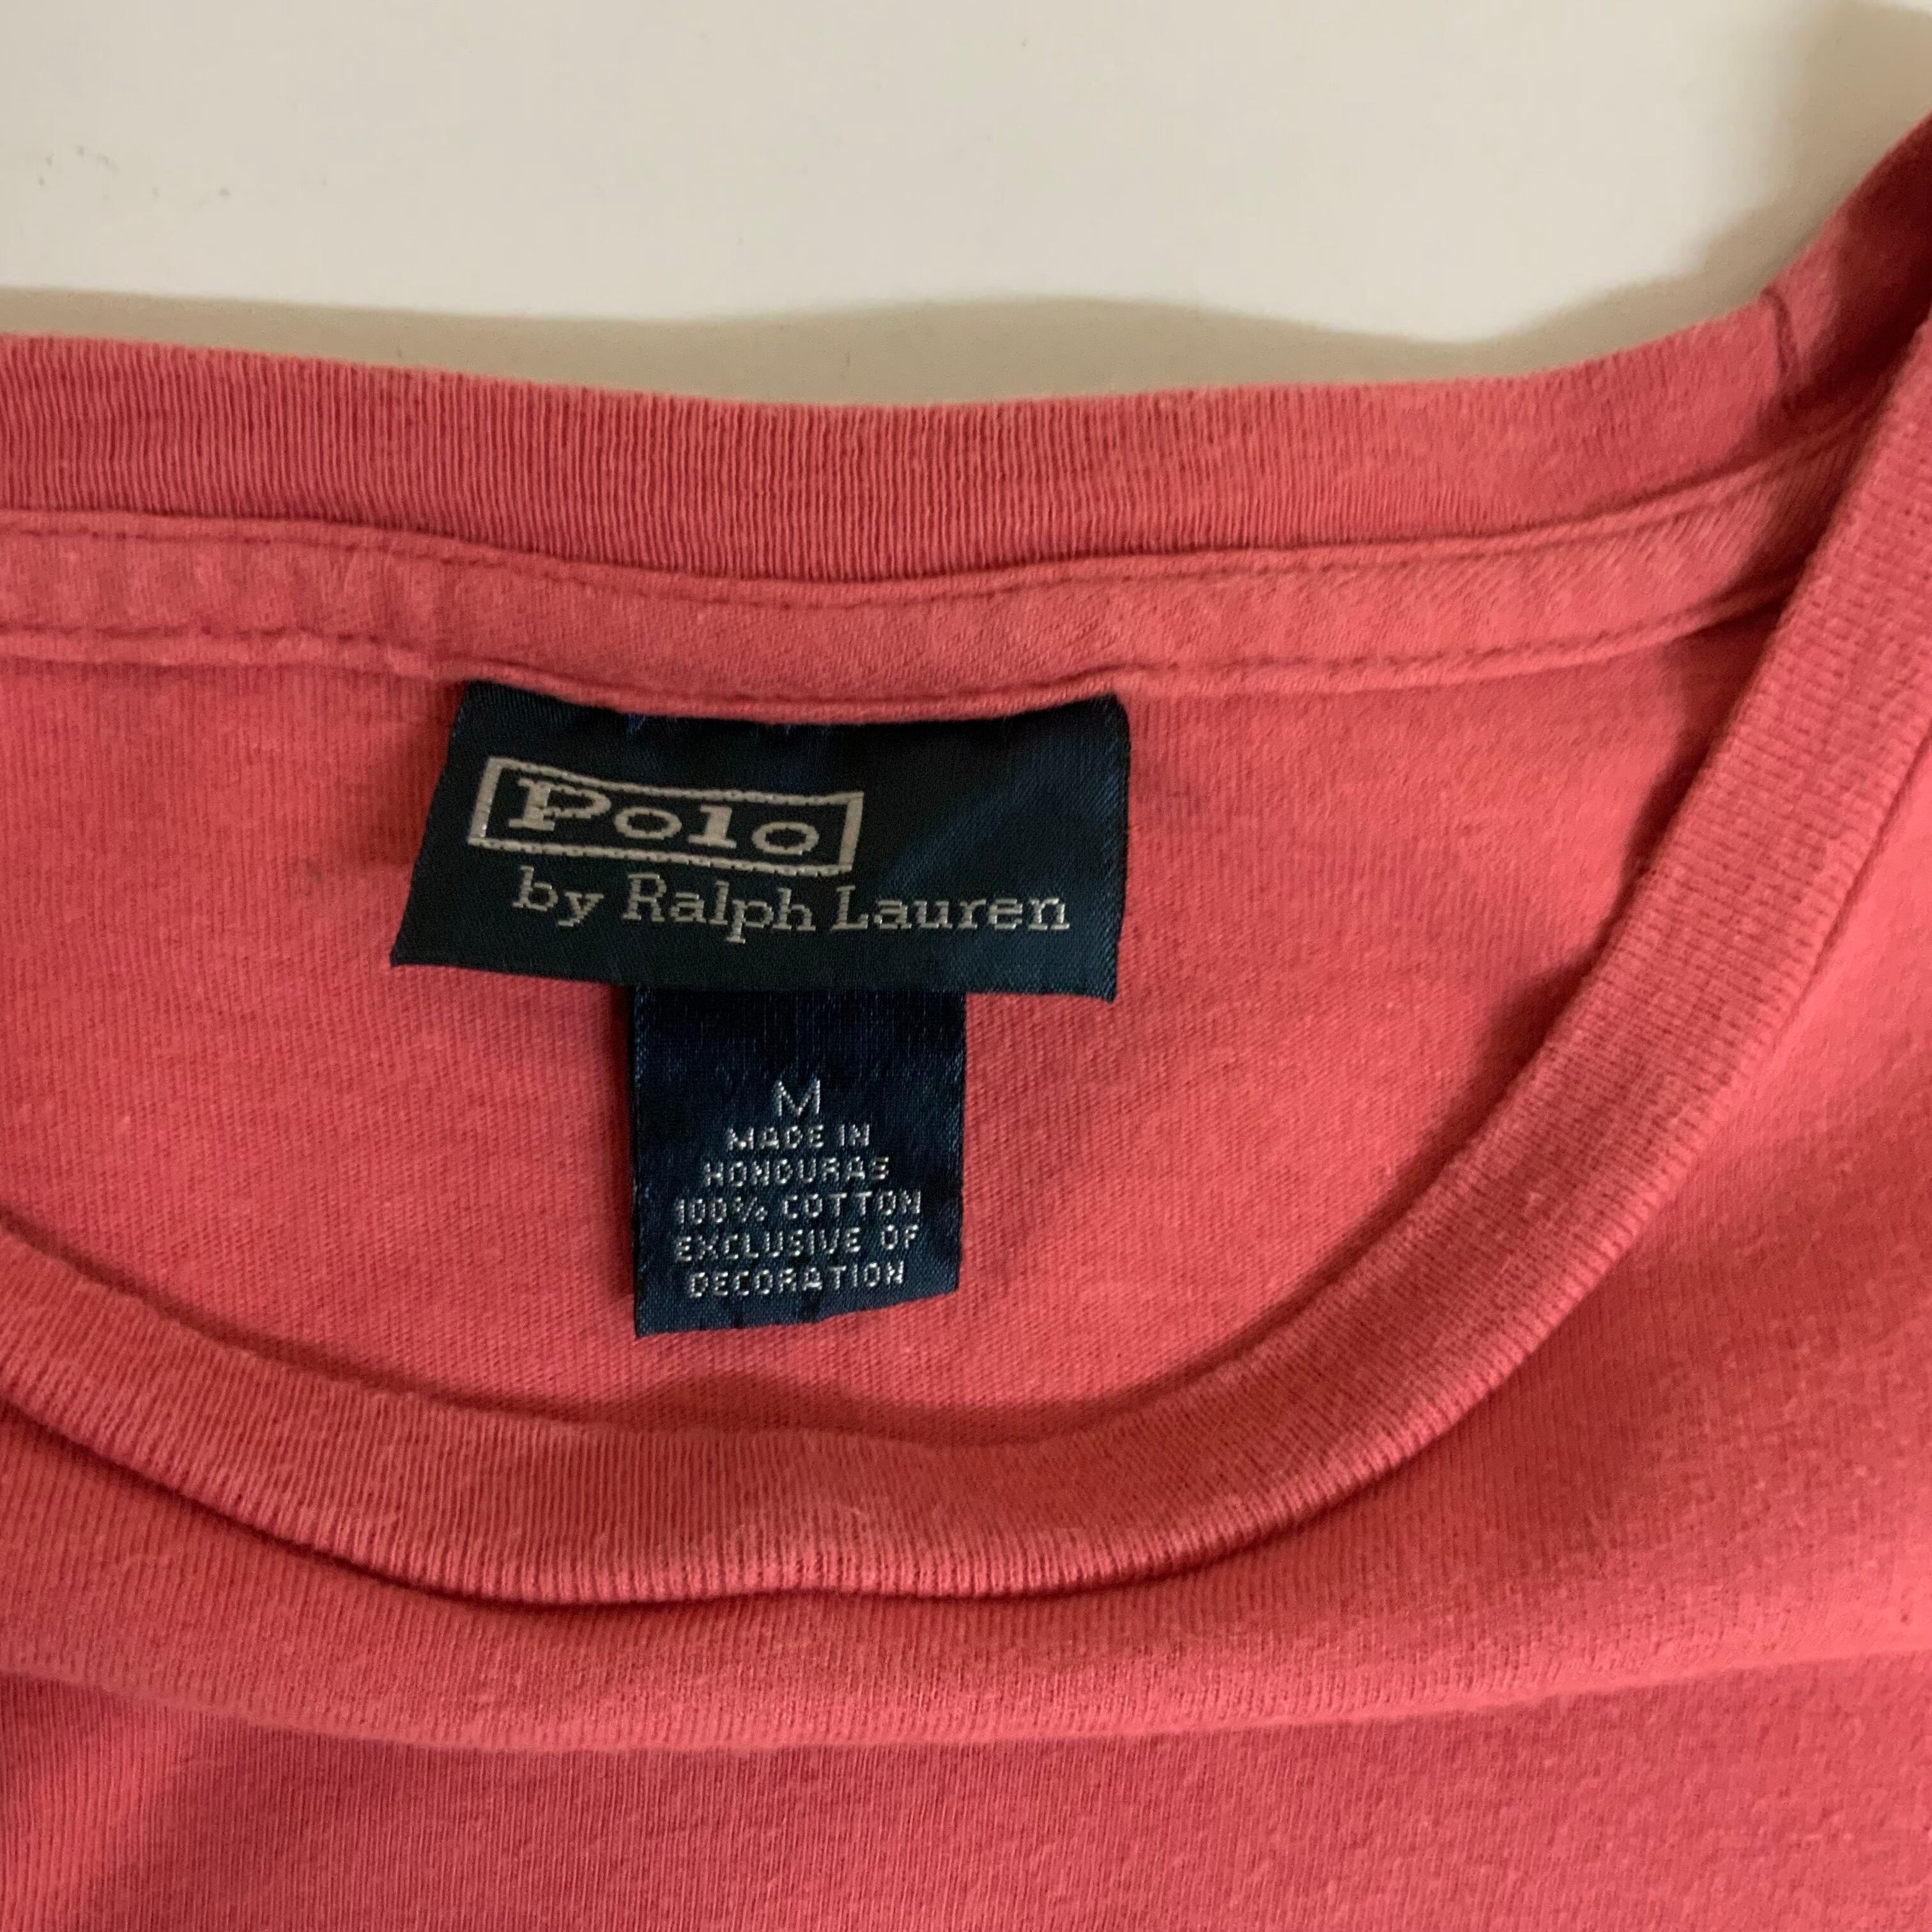 Polo
by Ralph Lauren
M
MADE IN
HONDURAS
100% COTTON
EXCLUSIVE OF
DECORATION